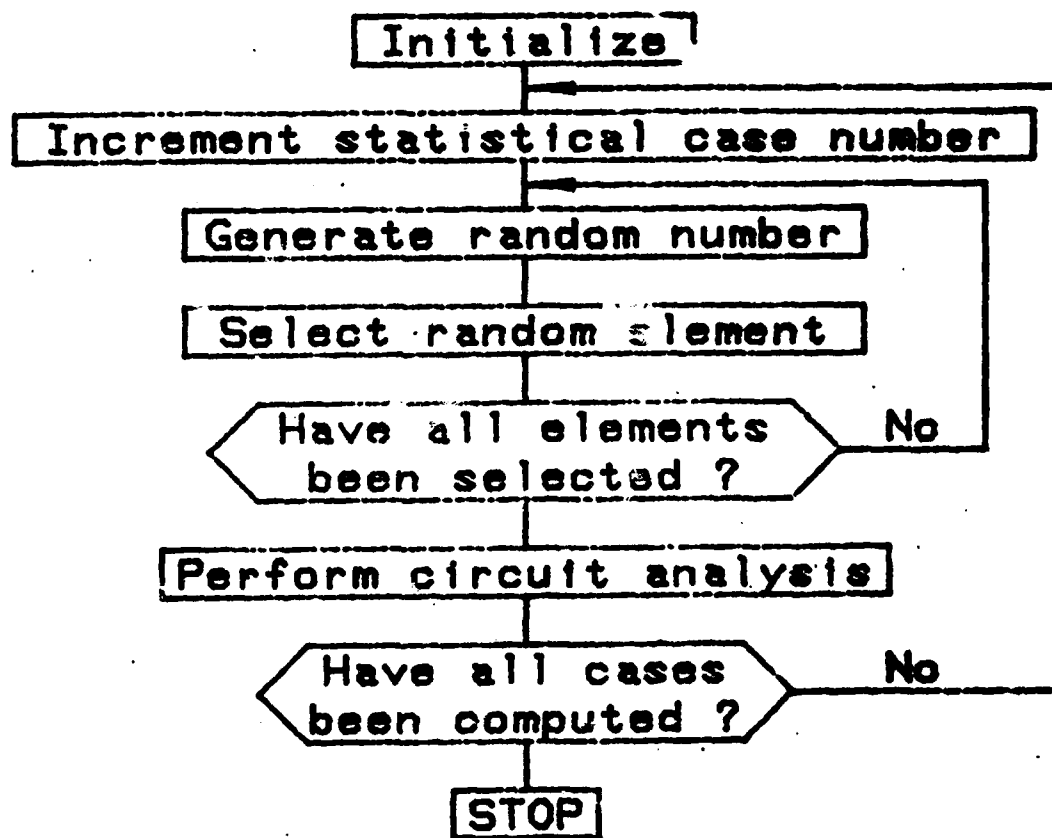 Initialize
Increment statistical case number
Generate random number
Select random element
Have all elements
been selected ?
No
Perform circuit analysis
Have all cases
been computed ?
No
STOP